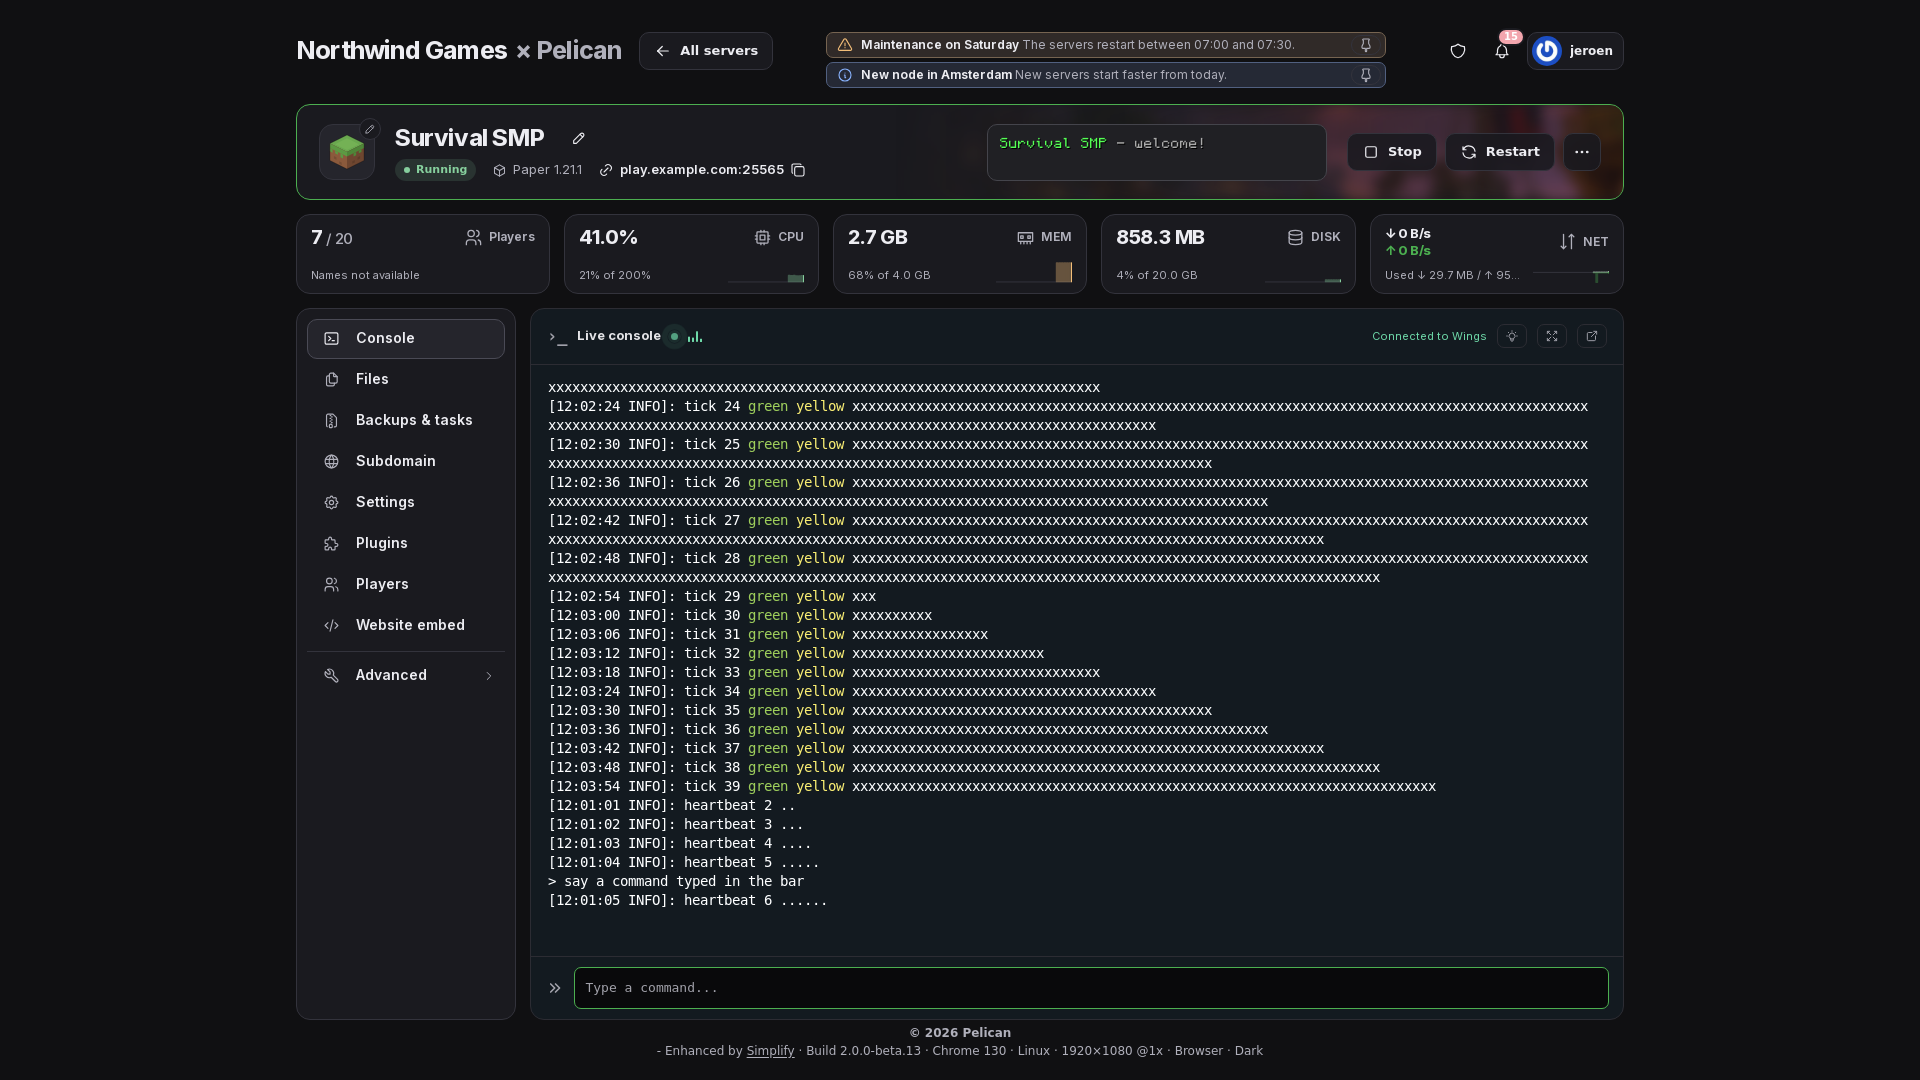 Northwind Games × Pelican
All servers
Maintenance on Saturday The servers restart between 07:00 and 07:30.
New node in Amsterdam New servers start faster from today.
15
jeroen
Survival SMP
Running
Paper 1.21.1
play.example.com:25565
Survival SMP - welcome!
Stop
Restart
7 / 20
Players
Names not available
41.0%
CPU
21% of 200%
2.7 GB
MEM
68% of 4.0 GB
858.3 MB
DISK
4% of 20.0 GB
↓ 0 B/s
↑ 0 B/s
NET
Used ↓ 29.7 MB / ↑ 95...
Console
Files
Backups & tasks
Subdomain
Settings
Plugins
Players
Website embed
Advanced
Live console
Connected to Wings
xxxxxxxxxxxxxxxxxxxxxxxxxxxxxxxxxxxxxxxxxxxxxxxxxxxxxxxxxxxxxxxxxxxxx
[12:02:24 INFO]: tick 24 green yellow xxxxxxxxxxxxxxxxxxxxxxxxxxxxxxxxxxxxxxxxxxxxxxxxxxxxxxxxxxxxxxxxxxxxxxxxxxxxxxxxxxxxxxxxxxxx
xxxxxxxxxxxxxxxxxxxxxxxxxxxxxxxxxxxxxxxxxxxxxxxxxxxxxxxxxxxxxxxxxxxxxxxxxxxx
[12:02:30 INFO]: tick 25 green yellow xxxxxxxxxxxxxxxxxxxxxxxxxxxxxxxxxxxxxxxxxxxxxxxxxxxxxxxxxxxxxxxxxxxxxxxxxxxxxxxxxxxxxxxxxxxx
xxxxxxxxxxxxxxxxxxxxxxxxxxxxxxxxxxxxxxxxxxxxxxxxxxxxxxxxxxxxxxxxxxxxxxxxxxxxxxxxxxx
[12:02:36 INFO]: tick 26 green yellow xxxxxxxxxxxxxxxxxxxxxxxxxxxxxxxxxxxxxxxxxxxxxxxxxxxxxxxxxxxxxxxxxxxxxxxxxxxxxxxxxxxxxxxxxxxx
xxxxxxxxxxxxxxxxxxxxxxxxxxxxxxxxxxxxxxxxxxxxxxxxxxxxxxxxxxxxxxxxxxxxxxxxxxxxxxxxxxxxxxxxxx
[12:02:42 INFO]: tick 27 green yellow xxxxxxxxxxxxxxxxxxxxxxxxxxxxxxxxxxxxxxxxxxxxxxxxxxxxxxxxxxxxxxxxxxxxxxxxxxxxxxxxxxxxxxxxxxxx
xxxxxxxxxxxxxxxxxxxxxxxxxxxxxxxxxxxxxxxxxxxxxxxxxxxxxxxxxxxxxxxxxxxxxxxxxxxxxxxxxxxxxxxxxxxxxxxxx
[12:02:48 INFO]: tick 28 green yellow xxxxxxxxxxxxxxxxxxxxxxxxxxxxxxxxxxxxxxxxxxxxxxxxxxxxxxxxxxxxxxxxxxxxxxxxxxxxxxxxxxxxxxxxxxxx
xxxxxxxxxxxxxxxxxxxxxxxxxxxxxxxxxxxxxxxxxxxxxxxxxxxxxxxxxxxxxxxxxxxxxxxxxxxxxxxxxxxxxxxxxxxxxxxxxxxxxxxx
[12:02:54 INFO]: tick 29 green yellow xxx
[12:03:00 INFO]: tick 30 green yellow xxxxxxxxxx
[12:03:06 INFO]: tick 31 green yellow xxxxxxxxxxxxxxxxx
[12:03:12 INFO]: tick 32 green yellow xxxxxxxxxxxxxxxxxxxxxxxx
[12:03:18 INFO]: tick 33 green yellow xxxxxxxxxxxxxxxxxxxxxxxxxxxxxxx
[12:03:24 INFO]: tick 34 green yellow xxxxxxxxxxxxxxxxxxxxxxxxxxxxxxxxxxxxxx
[12:03:30 INFO]: tick 35 green yellow xxxxxxxxxxxxxxxxxxxxxxxxxxxxxxxxxxxxxxxxxxxxx
[12:03:36 INFO]: tick 36 green yellow xxxxxxxxxxxxxxxxxxxxxxxxxxxxxxxxxxxxxxxxxxxxxxxxxxxx
[12:03:42 INFO]: tick 37 green yellow xxxxxxxxxxxxxxxxxxxxxxxxxxxxxxxxxxxxxxxxxxxxxxxxxxxxxxxxxxx
[12:03:48 INFO]: tick 38 green yellow xxxxxxxxxxxxxxxxxxxxxxxxxxxxxxxxxxxxxxxxxxxxxxxxxxxxxxxxxxxxxxxxxx
[12:03:54 INFO]: tick 39 green yellow xxxxxxxxxxxxxxxxxxxxxxxxxxxxxxxxxxxxxxxxxxxxxxxxxxxxxxxxxxxxxxxxxxxxxxxxx
[12:01:01 INFO]: heartbeat 2 ..
[12:01:02 INFO]: heartbeat 3 ...
[12:01:03 INFO]: heartbeat 4 ....
[12:01:04 INFO]: heartbeat 5 .....
> say a command typed in the bar
[12:01:05 INFO]: heartbeat 6 ......
Type a command...
© 2026 Pelican
- Enhanced by Simplify · Build 2.0.0-beta.13 · Chrome 130 · Linux · 1920×1080 @1x · Browser · Dark